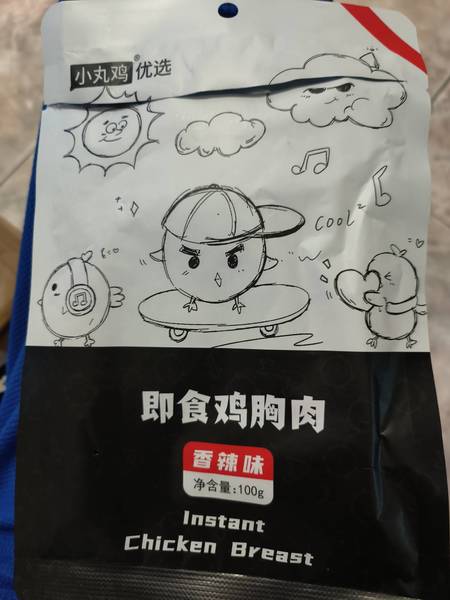 小丸鸡®优选
COOL~
即食鸡胸肉
香辣味
净含量:100g
Instant
Chicken Breast